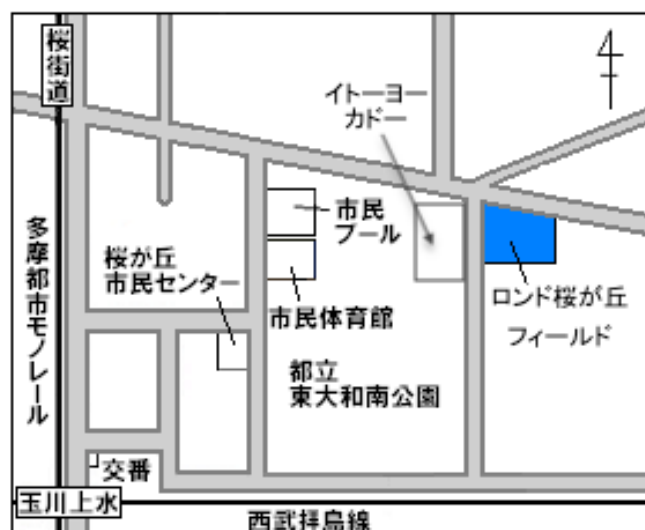 桜街道
イトーヨー
カドー
多摩都市モノレール
市民
プール
桜が丘
市民センター
ロンド桜が丘
フィールド
市民体育館
都立
東大和南公園
交番
玉川上水
西武拝島線